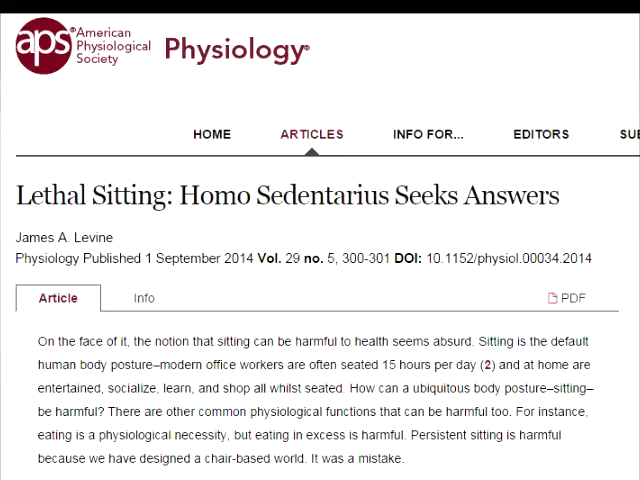 aps® American
Physiological
Society
Physiology®
HOME ARTICLES INFO FOR... EDITORS SUB
Lethal Sitting: Homo Sedentarius Seeks Answers
James A. Levine
Physiology Published 1 September 2014 Vol. 29 no. 5, 300-301 DOI: 10.1152/physiol.00034.2014
Article Info PDF
On the face of it, the notion that sitting can be harmful to health seems absurd. Sitting is the default
human body posture–modern office workers are often seated 15 hours per day (2) and at home are
entertained, socialize, learn, and shop all whilst seated. How can a ubiquitous body posture–sitting–
be harmful? There are other common physiological functions that can be harmful too. For instance,
eating is a physiological necessity, but eating in excess is harmful. Persistent sitting is harmful
because we have designed a chair-based world. It was a mistake.